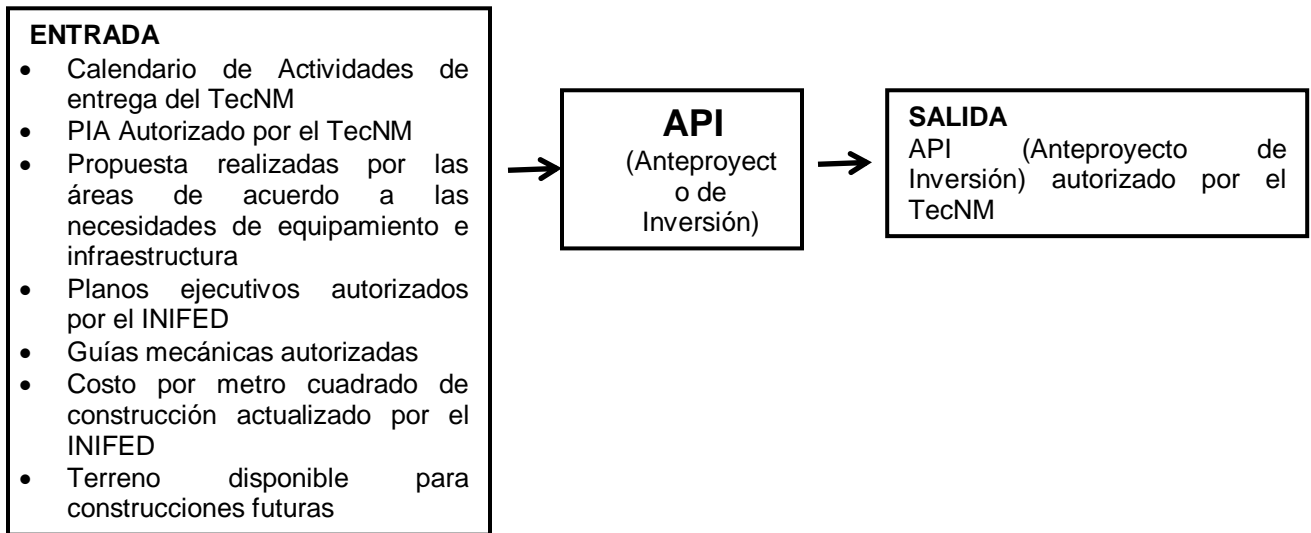 ENTRADA
• Calendario de Actividades de
entrega del TecNM
• PIA Autorizado por el TecNM
• Propuesta realizadas por las
áreas de acuerdo a las
necesidades de equipamiento e
infraestructura
• Planos ejecutivos autorizados
por el INIFED
• Guías mecánicas autorizadas
• Costo por metro cuadrado de
construcción actualizado por el
INIFED
• Terreno disponible para
construcciones futuras
API
(Anteproyect
o de
Inversión)
SALIDA
API (Anteproyecto de
Inversión) autorizado por el
TecNM